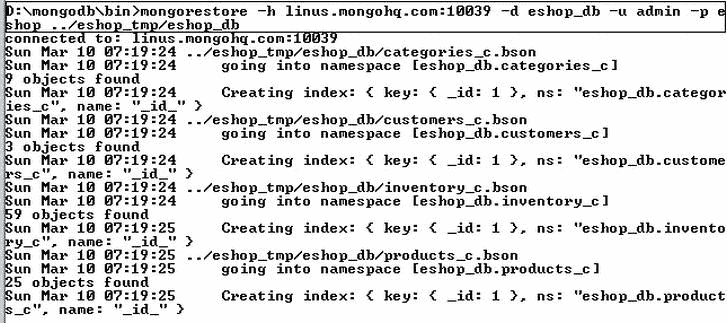 D:\mongodb\bin>mongorestore -h linus.mongohq.com:10039 -d eshop_db -u admin -p e
shop ../eshop_tmp/eshop_db
connected to: linus.mongohq.com:10039
Sun Mar 10 07:19:24 ../eshop_tmp/eshop_db/categories_c.bson
Sun Mar 10 07:19:24     going into namespace [eshop_db.categories_c]
9 objects found
Sun Mar 10 07:19:24     Creating index: { key: { _id: 1 }, ns: "eshop_db.categor
ies_c", name: "_id_" }
Sun Mar 10 07:19:24 ../eshop_tmp/eshop_db/customers_c.bson
Sun Mar 10 07:19:24     going into namespace [eshop_db.customers_c]
3 objects found
Sun Mar 10 07:19:24     Creating index: { key: { _id: 1 }, ns: "eshop_db.custome
rs_c", name: "_id_" }
Sun Mar 10 07:19:24 ../eshop_tmp/eshop_db/inventory_c.bson
Sun Mar 10 07:19:24     going into namespace [eshop_db.inventory_c]
59 objects found
Sun Mar 10 07:19:25     Creating index: { key: { _id: 1 }, ns: "eshop_db.invento
ry_c", name: "_id_" }
Sun Mar 10 07:19:25 ../eshop_tmp/eshop_db/products_c.bson
Sun Mar 10 07:19:25     going into namespace [eshop_db.products_c]
25 objects found
Sun Mar 10 07:19:25     Creating index: { key: { _id: 1 }, ns: "eshop_db.product
s_c", name: "_id_" }